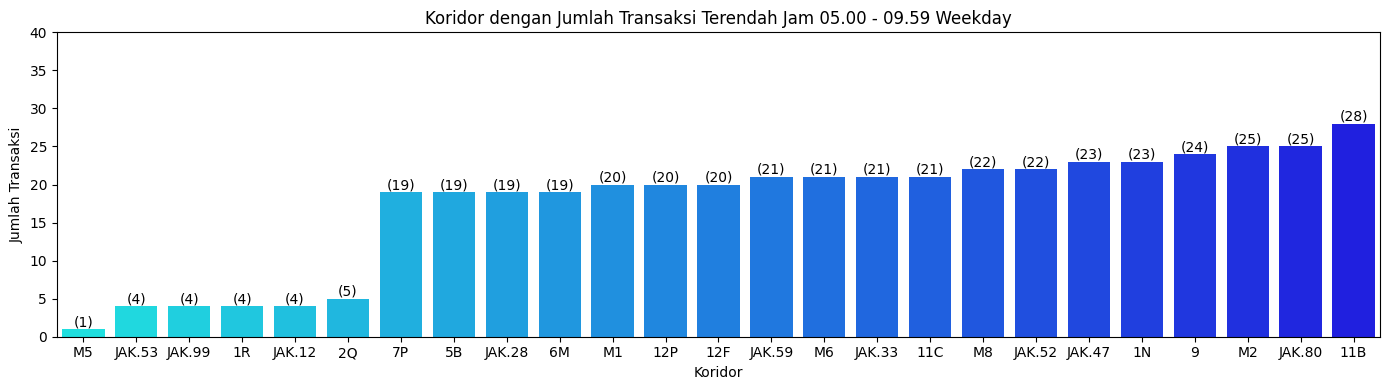 Koridor dengan Jumlah Transaksi Terendah Jam 05.00 - 09.59 Weekday
Jumlah Transaksi
40
35
30
25
20
15
10
5
0
(1) (4) (4) (4) (4) (5) (19) (19) (19) (19) (20) (20) (20) (21) (21) (21) (21) (22) (22) (23) (23) (24) (25) (25) (28)
M5 JAK.53 JAK.99 1R JAK.12 2Q 7P 5B JAK.28 6M M1 12P 12F JAK.59 M6 JAK.33 11C M8 JAK.52 JAK.47 1N 9 M2 JAK.80 11B
Koridor